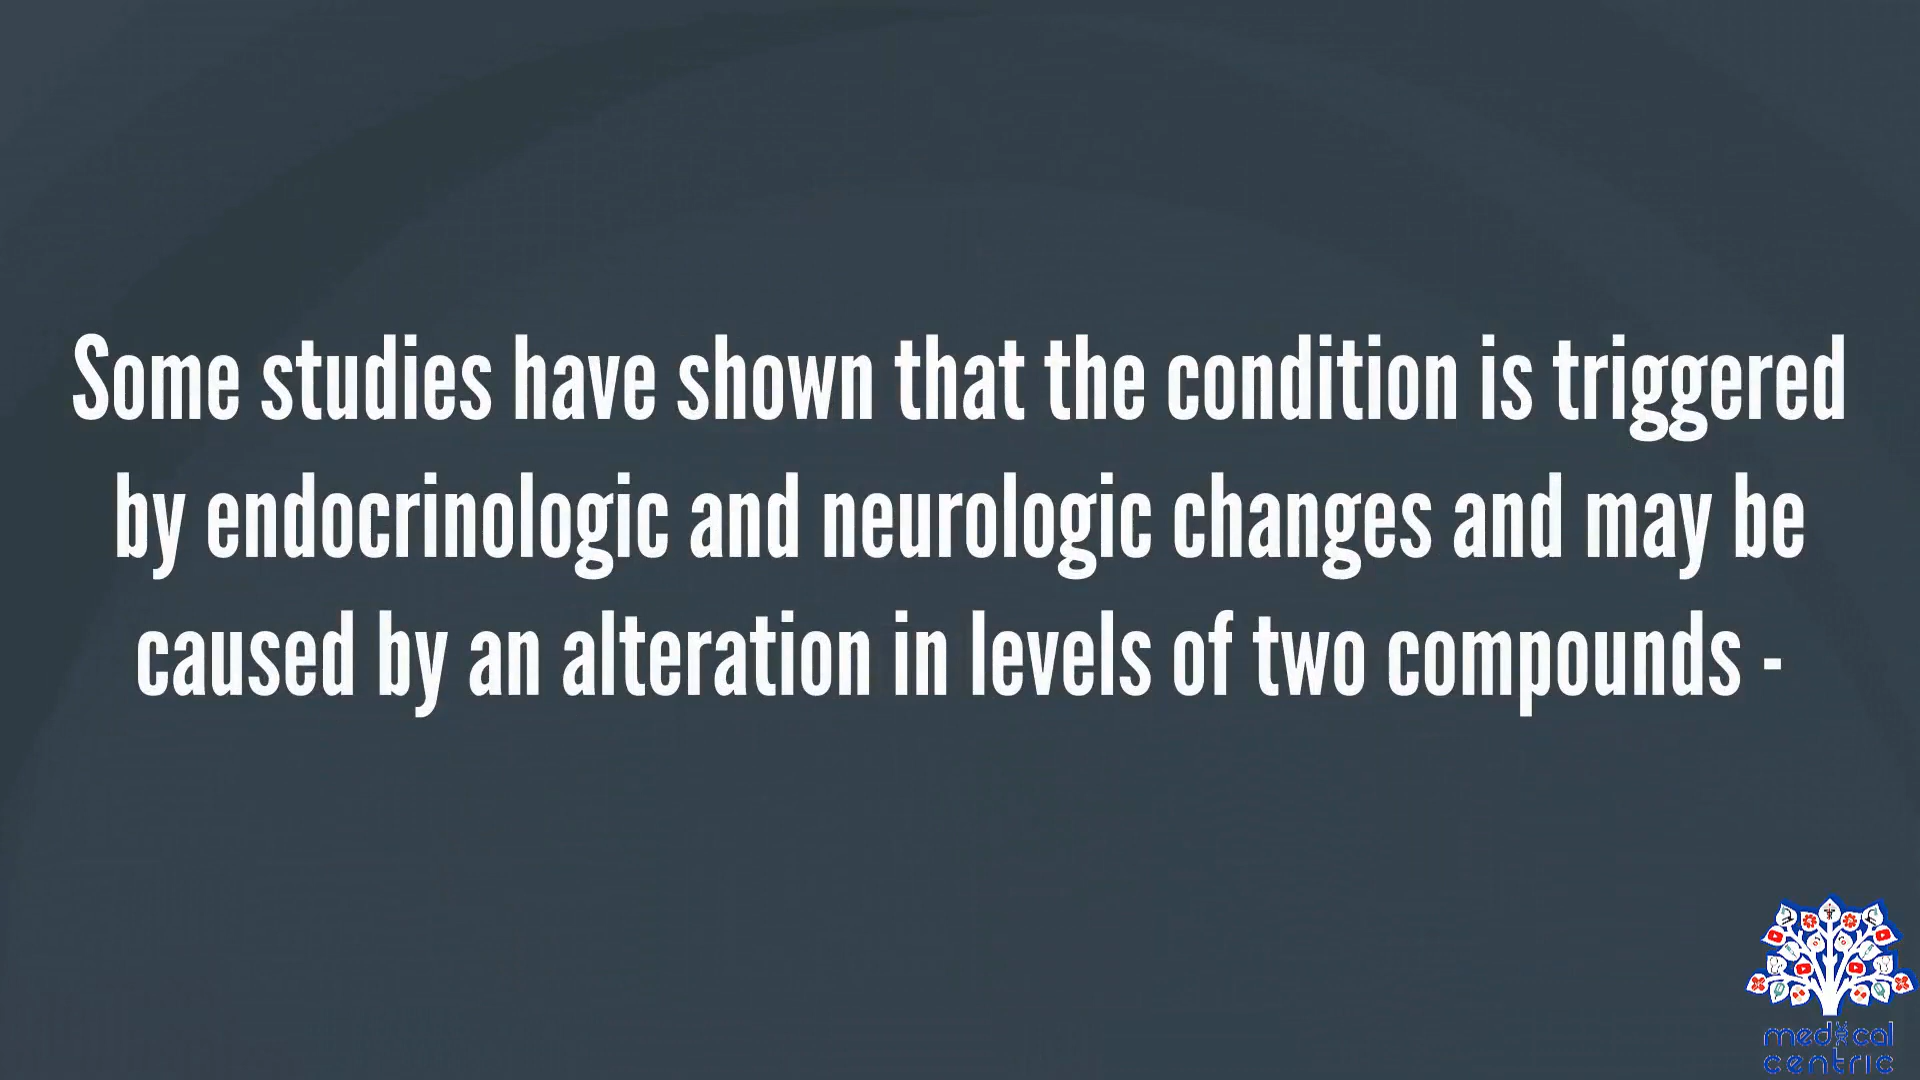 Some studies have shown that the condition is triggered
by endocrinologic and neurologic changes and may be
caused by an alteration in levels of two compounds -
medical
centric